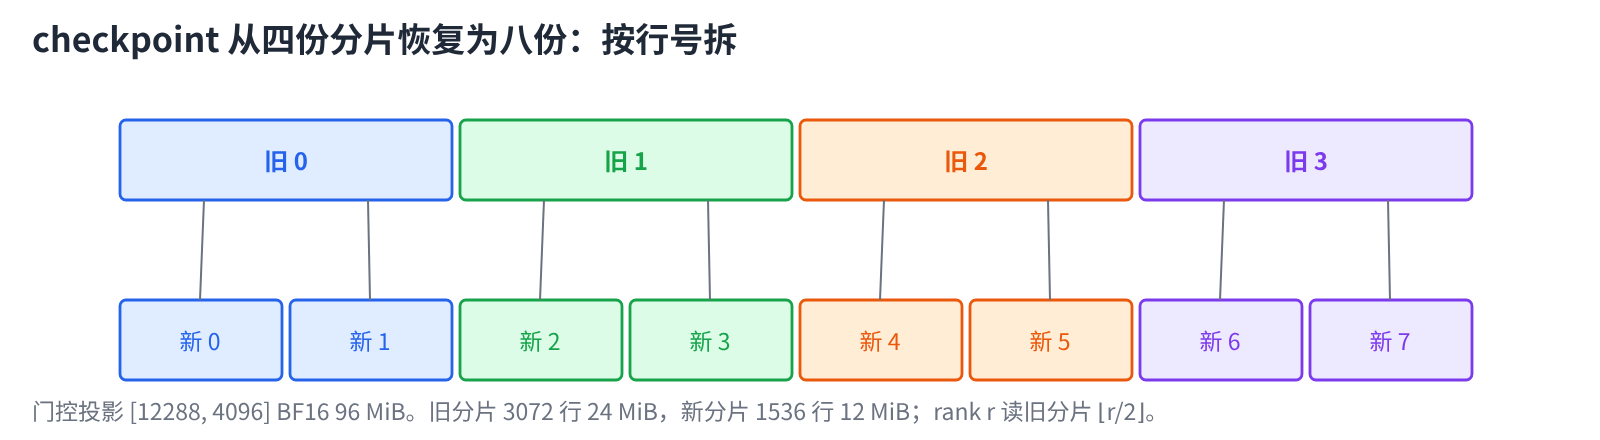 checkpoint 从四份分片恢复为八份：按行号拆
旧 0
旧 1
旧 2
旧 3
新 0
新 1
新 2
新 3
新 4
新 5
新 6
新 7
门控投影 [12288, 4096] BF16 96 MiB。旧分片 3072 行 24 MiB，新分片 1536 行 12 MiB；rank r 读旧分片 ⌊r/2⌋。